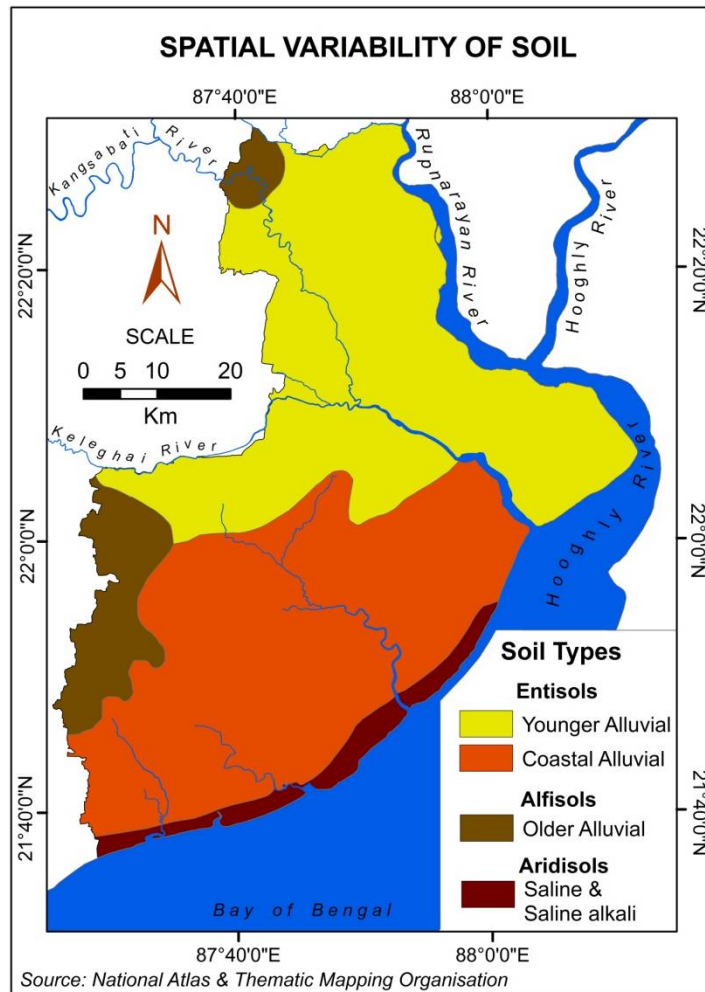 SPATIAL VARIABILITY OF SOIL
87°40'0"E
88°0'0"E
Kangsabati River
Rupnarayan River
Hooghly River
N
22°20'0"N
22°20'0"N
SCALE
0 5 10 20
Km
Keleghai River
Hooghly River
22°0'0"N
22°0'0"N
Soil Types
Entisols
Younger Alluvial
Coastal Alluvial
Alfisols
Older Alluvial
Aridisols
Saline &
Saline alkali
21°40'0"N
21°40'0"N
Bay of Bengal
87°40'0"E
88°0'0"E
Source: National Atlas & Thematic Mapping Organisation